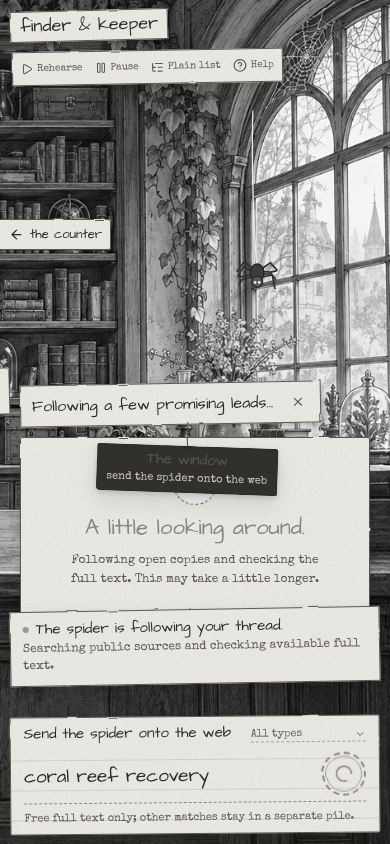 finder & keeper
Rehearse Pause Plain list Help
← the counter
Following a few promising leads... ×
The window
send the spider onto the web
A little looking around.
Following open copies and checking the
full text. This may take a little longer.
The spider is following your thread.
Searching public sources and checking available full
text.
Send the spider onto the web All types
coral reef recovery
Free full text only; other matches stay in a separate pile.